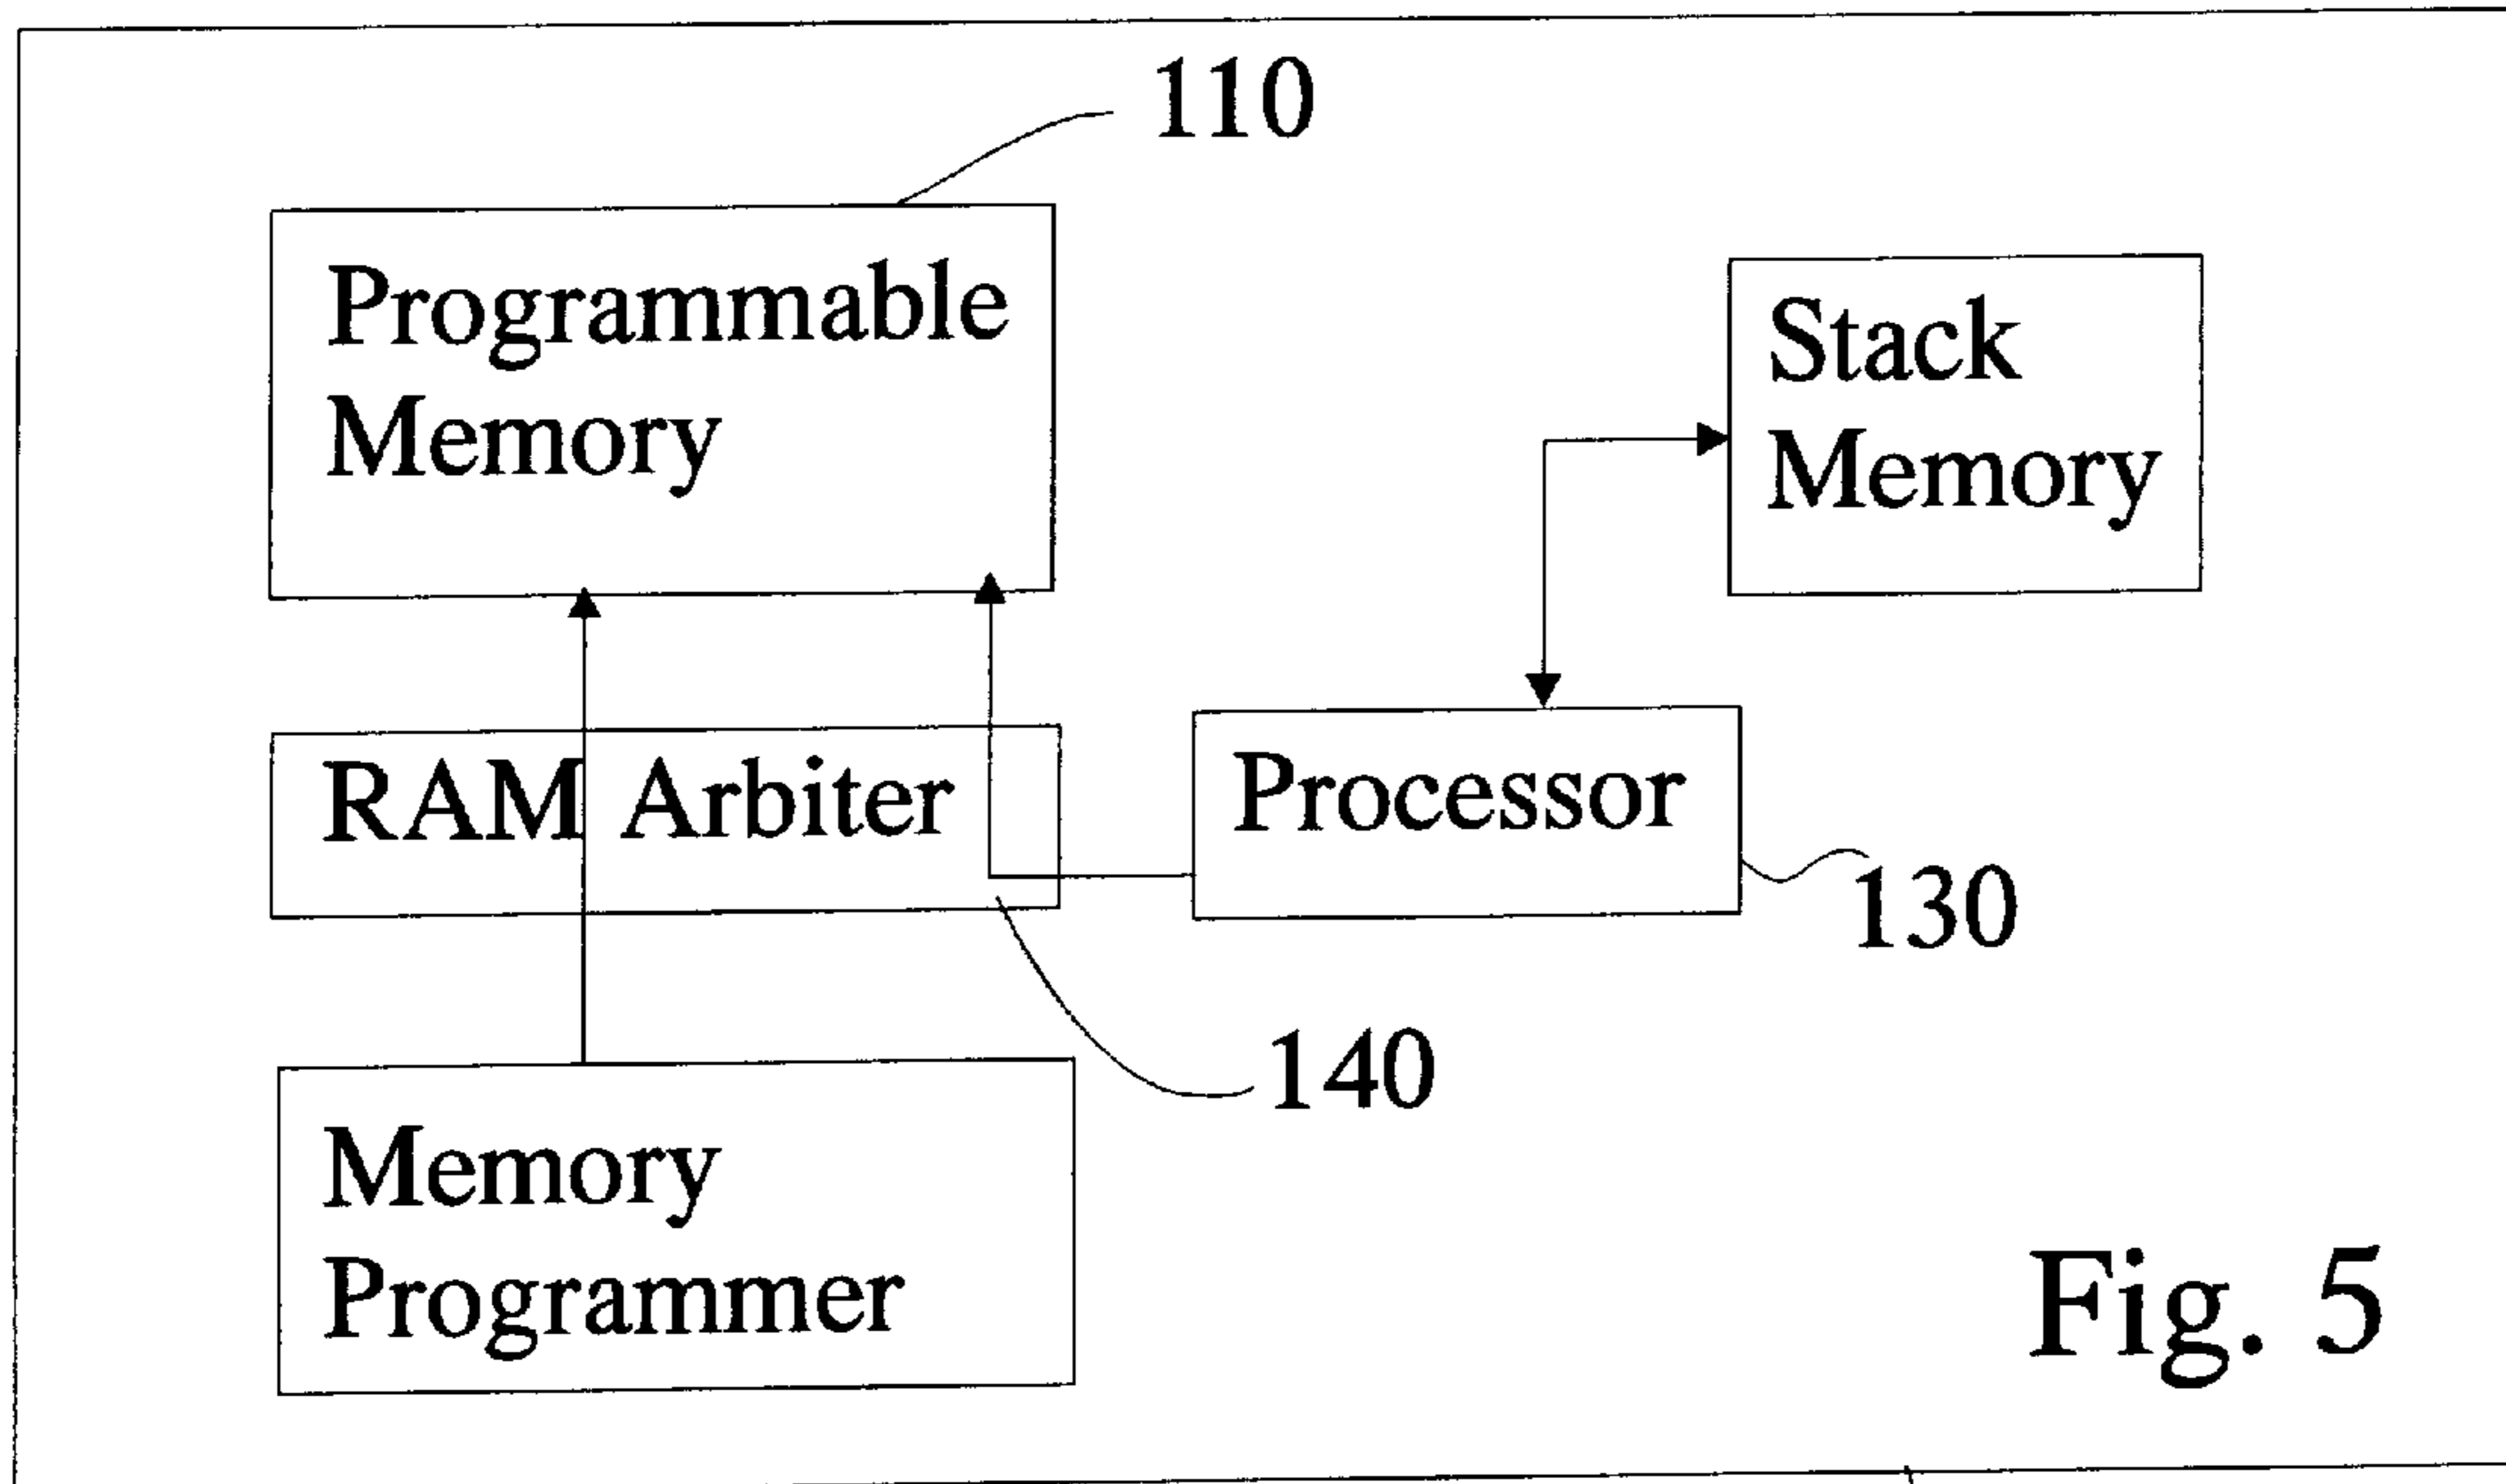 110
Programmable
Memory
Stack
Memory
RAM Arbiter
Processor
130
140
Memory
Programmer
Fig. 5